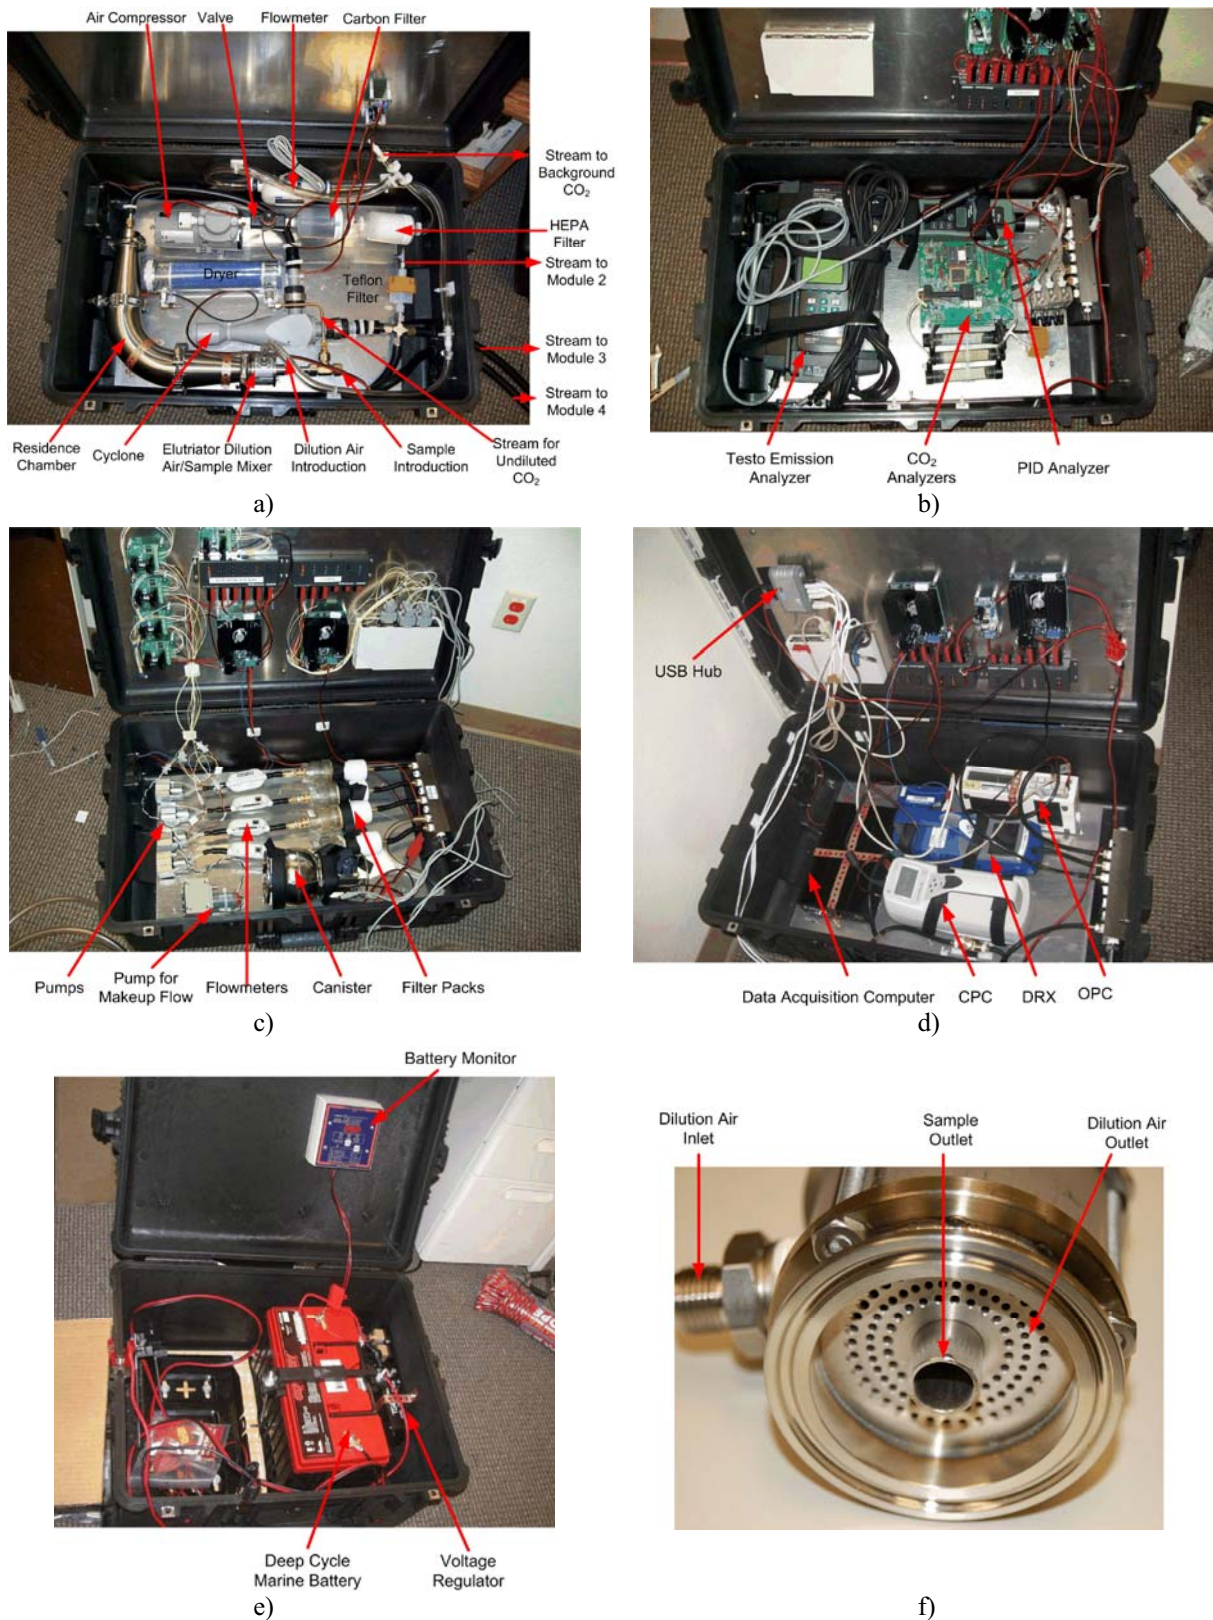 Air Compressor
Valve
Flowmeter
Carbon Filter
Stream to
Background
CO₂
HEPA
Filter
Dryer
Teflon
Filter
Stream to
Module 2
Stream to
Module 3
Stream to
Module 4
Residence
Chamber
Cyclone
Elutriator Dilution
Air/Sample Mixer
Dilution Air
Introduction
Sample
Introduction
Stream for
Undiluted
CO₂
a)
Testo Emission
Analyzer
CO₂
Analyzers
PID Analyzer
b)
Pumps
Pump for
Makeup Flow
Flowmeters
Canister
Filter Packs
c)
USB Hub
Data Acquisition Computer
CPC
DRX
OPC
d)
Battery Monitor
Deep Cycle
Marine Battery
Voltage
Regulator
e)
Dilution Air
Inlet
Sample
Outlet
Dilution Air
Outlet
f)